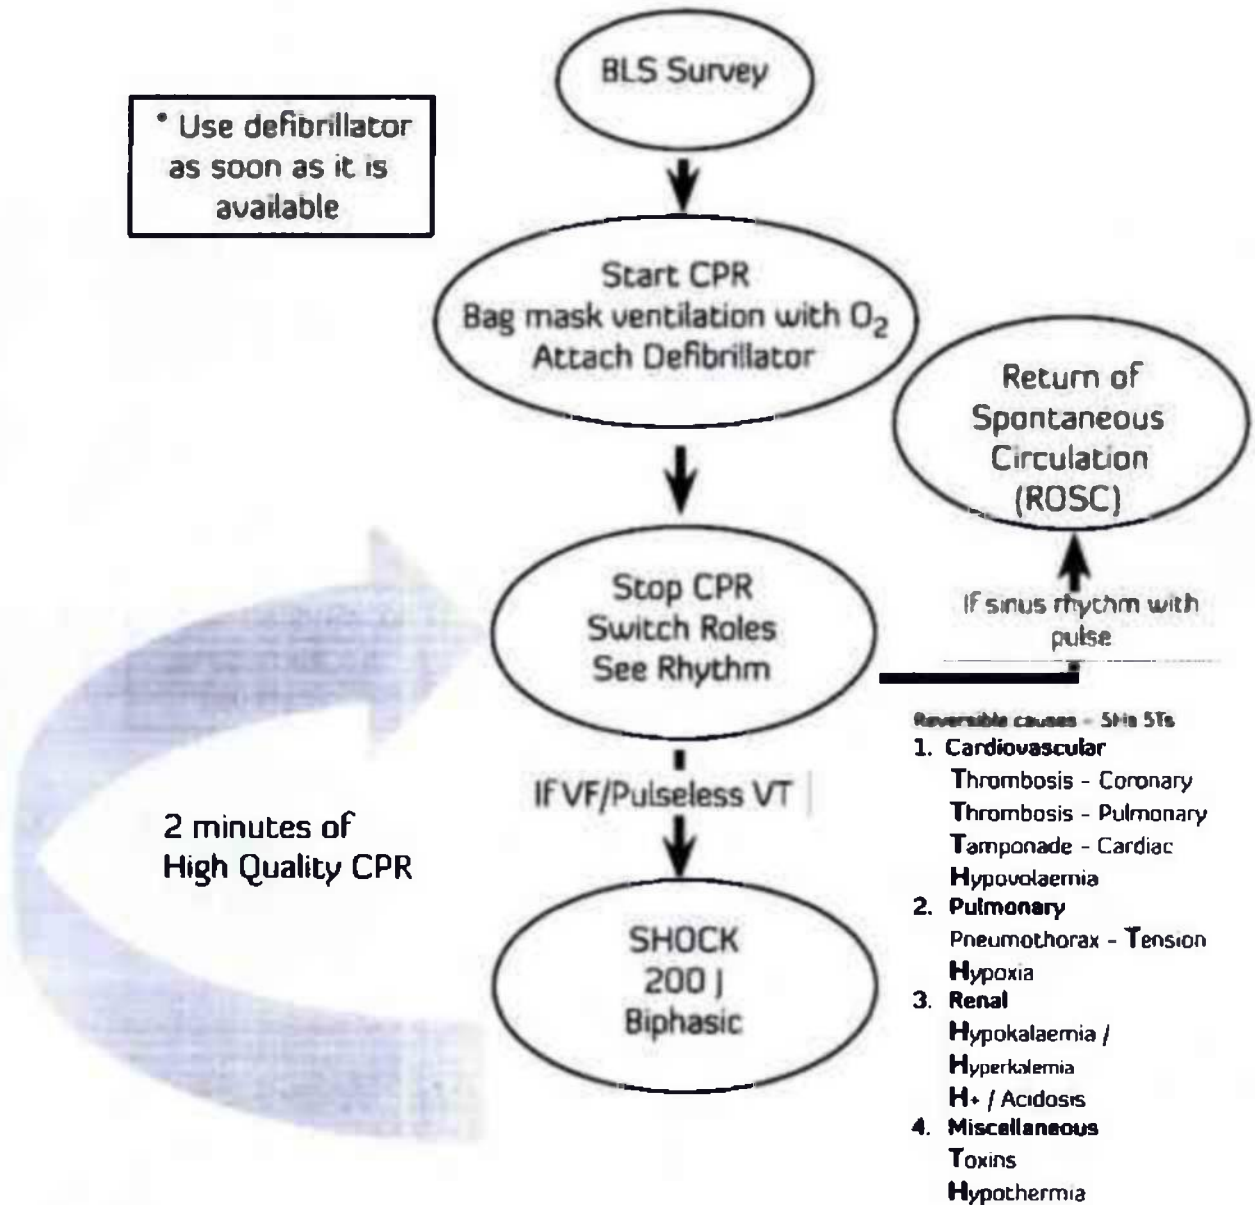 BLS Survey
* Use defibrillator
as soon as it is
available
Start CPR
Bag mask ventilation with O2
Attach Defibrillator
Return of
Spontaneous
Circulation
(ROSC)
Stop CPR
Switch Roles
See Rhythm
If sinus rhythm with
pulse
If VF/Pulseless VT
2 minutes of
High Quality CPR
SHOCK
200 J
Biphasic
Reversible causes - 5Hs 5Ts
1. Cardiovascular
Thrombosis - Coronary
Thrombosis - Pulmonary
Tamponade - Cardiac
Hypovolaemia
2. Pulmonary
Pneumothorax - Tension
Hypoxia
3. Renal
Hypokalaemia /
Hyperkalemia
H+ / Acidosis
4. Miscellaneous
Toxins
Hypothermia